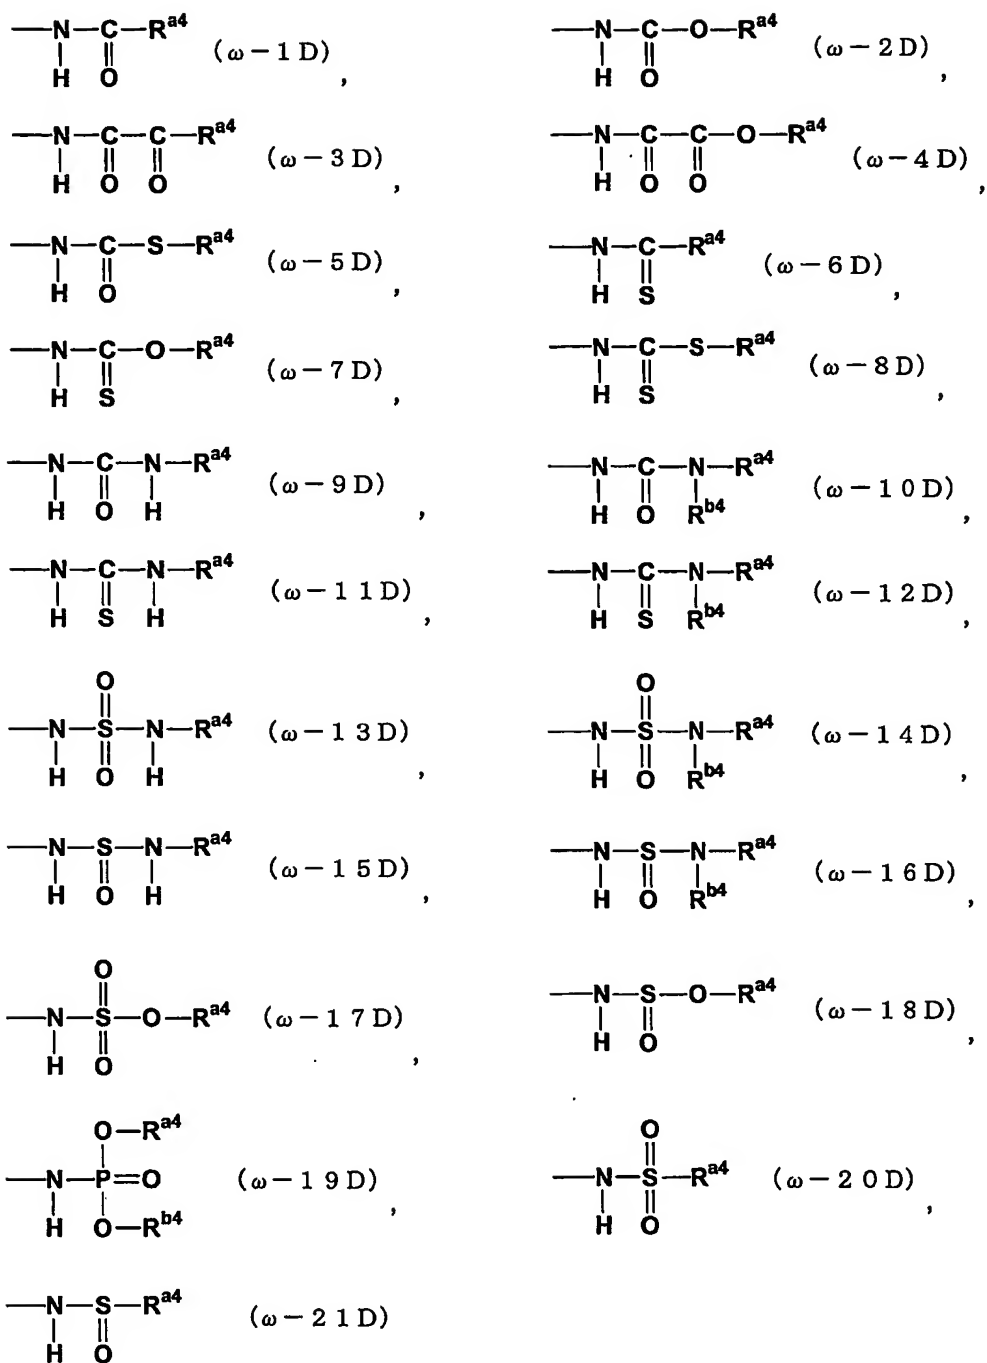 —N—C—R^a4 (ω−1D),
H O
—N—C—O—R^a4 (ω−2D),
H O
—N—C—C—R^a4 (ω−3D),
H O O
—N—C—C—O—R^a4 (ω−4D),
H O O
—N—C—S—R^a4 (ω−5D),
H O
—N—C—R^a4 (ω−6D),
H S
—N—C—O—R^a4 (ω−7D),
H S
—N—C—S—R^a4 (ω−8D),
H S
—N—C—N—R^a4 (ω−9D),
H O H
—N—C—N—R^a4 (ω−10D),
H O R^b4
—N—C—N—R^a4 (ω−11D),
H S H
—N—C—N—R^a4 (ω−12D),
H S R^b4
O
—N—S—N—R^a4 (ω−13D),
H O H
O
—N—S—N—R^a4 (ω−14D),
H O R^b4
—N—S—N—R^a4 (ω−15D),
H O H
—N—S—N—R^a4 (ω−16D),
H O R^b4
O
—N—S—O—R^a4 (ω−17D),
H O
—N—S—O—R^a4 (ω−18D),
H O
O—R^a4
—N—P=O (ω−19D),
H O—R^b4
O
—N—S—R^a4 (ω−20D),
H O
—N—S—R^a4 (ω−21D)
H O